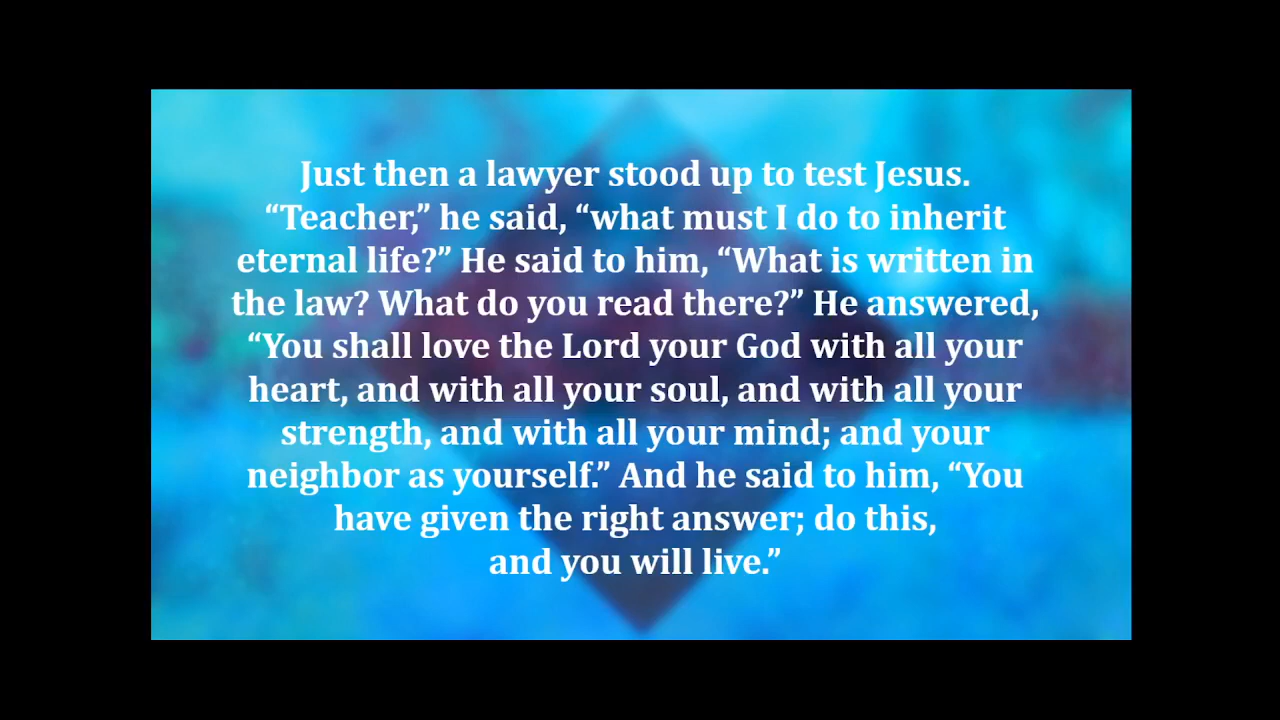 Just then a lawyer stood up to test Jesus.
“Teacher,” he said, “what must I do to inherit
eternal life?” He said to him, “What is written in
the law? What do you read there?” He answered,
“You shall love the Lord your God with all your
heart, and with all your soul, and with all your
strength, and with all your mind; and your
neighbor as yourself.” And he said to him, “You
have given the right answer; do this,
and you will live.”